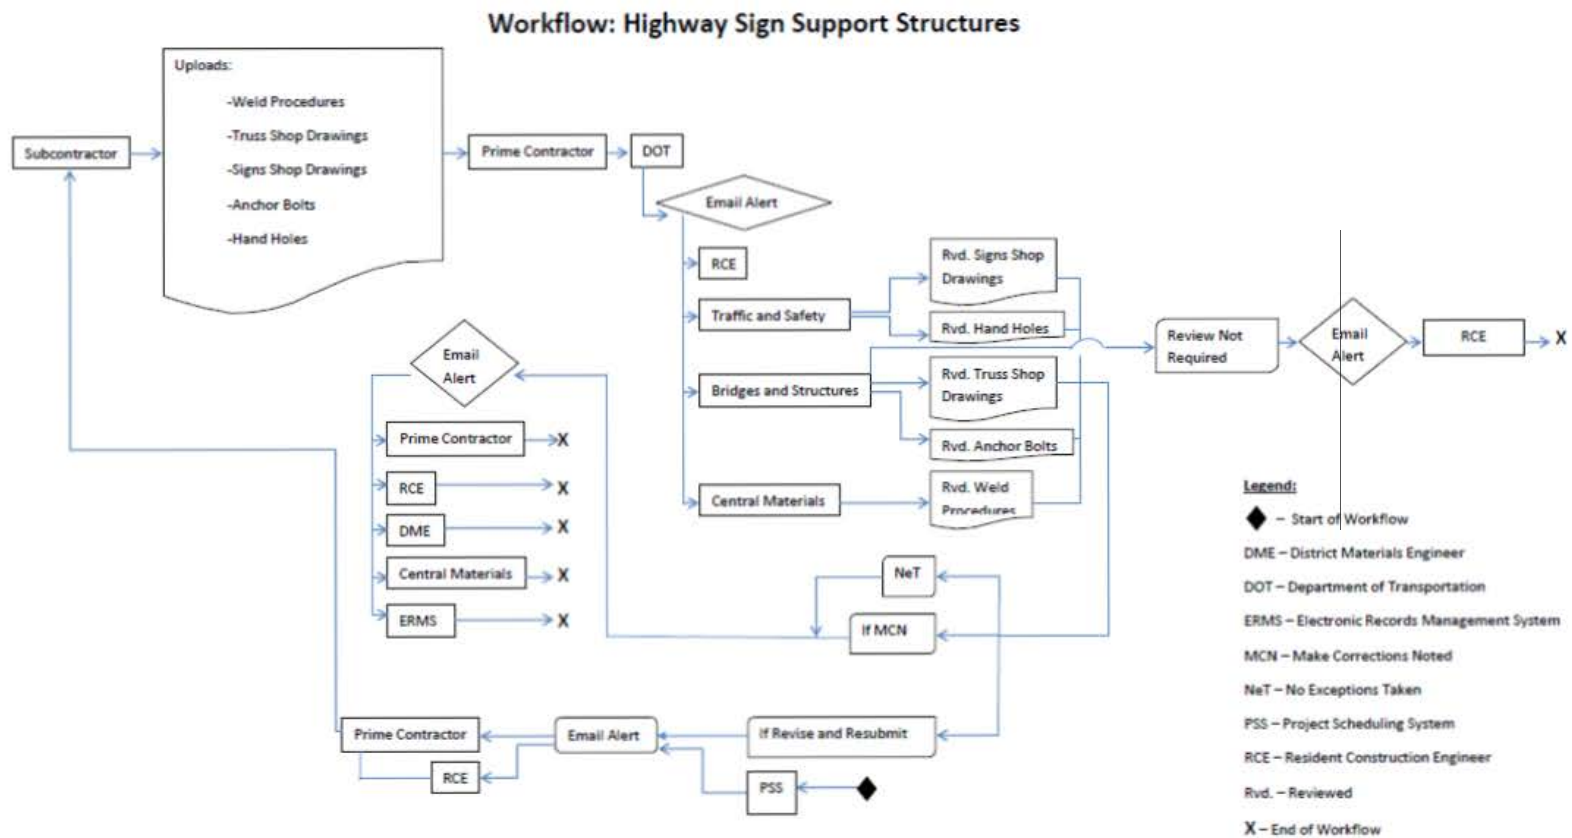 Workflow: Highway Sign Support Structures
Uploads:
-Weld Procedures
-Truss Shop Drawings
-Signs Shop Drawings
-Anchor Bolts
-Hand Holes
Subcontractor
Prime Contractor
DOT
Email Alert
RCE
Traffic and Safety
Bridges and Structures
Central Materials
Rvd. Signs Shop
Drawings
Rvd. Hand Holes
Rvd. Truss Shop
Drawings
Rvd. Anchor Bolts
Rvd. Weld
Procedures
Review Not
Required
Email
Alert
RCE
X
Email
Alert
Prime Contractor
X
RCE
X
DME
X
Central Materials
X
ERMS
X
NeT
If MCN
If Revise and Resubmit
Email Alert
Prime Contractor
RCE
PSS
Legend:
– Start of Workflow
DME – District Materials Engineer
DOT – Department of Transportation
ERMS – Electronic Records Management System
MCN – Make Corrections Noted
NeT – No Exceptions Taken
PSS – Project Scheduling System
RCE – Resident Construction Engineer
Rvd. – Reviewed
X – End of Workflow